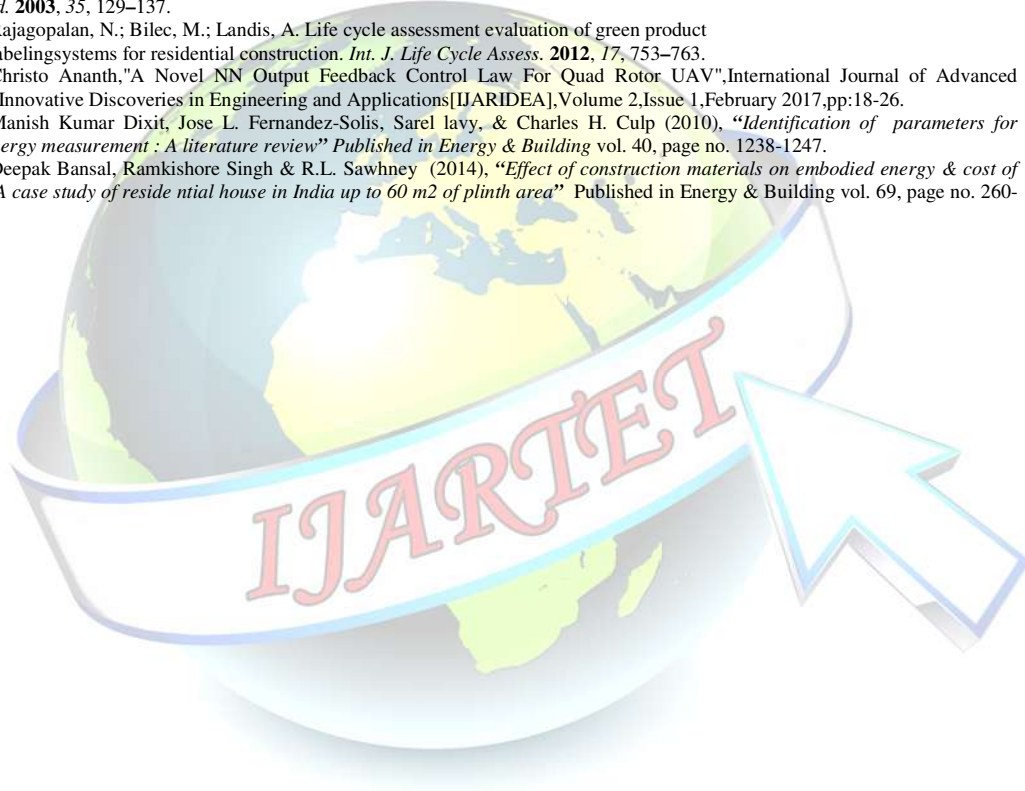 d. 2003, 35, 129–137.
ajagopalan, N.; Bilec, M.; Landis, A. Life cycle assessment evaluation of green product
abelingsystems for residential construction. Int. J. Life Cycle Assess. 2012, 17, 753–763.
hristo Ananth,"A Novel NN Output Feedback Control Law For Quad Rotor UAV",International Journal of Advanced
Innovative Discoveries in Engineering and Applications[IJARIDEA],Volume 2,Issue 1,February 2017,pp:18-26.
Manish Kumar Dixit, Jose L. Fernandez-Solis, Sarel lavy, & Charles H. Culp (2010), “Identification of parameters for
ergy measurement : A literature review” Published in Energy & Building vol. 40, page no. 1238-1247.
Deepak Bansal, Ramkishore Singh & R.L. Sawhney (2014), “Effect of construction materials on embodied energy & cost of
A case study of reside ntial house in India up to 60 m2 of plinth area” Published in Energy & Building vol. 69, page no. 260-
IJARTET